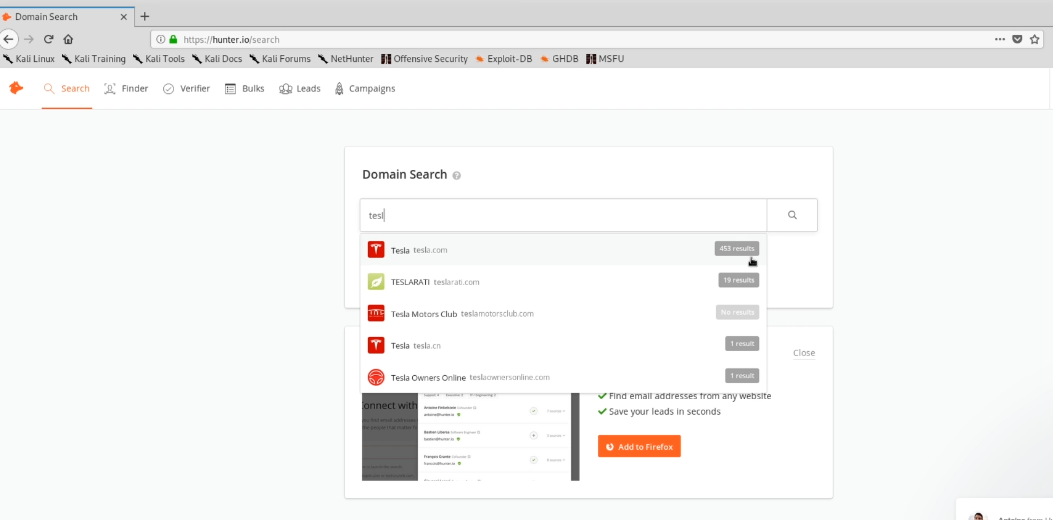 Domain Search
https://hunter.io/search
Kali Linux Kali Training Kali Tools Kali Docs Kali Forums NetHunter Offensive Security Exploit-DB GHDB MSFU
Search Finder Verifier Bulks Leads Campaigns
Domain Search
tesl
Tesla tesla.com 453 results
TESLARATI teslarati.com 19 results
Tesla Motors Club teslamotorsclub.com No results
Tesla tesla.cn 1 result
Close
Tesla Owners Online teslaownersonline.com 1 result
Find email addresses from any website
Connect with
Save your leads in seconds
Add to Firefox